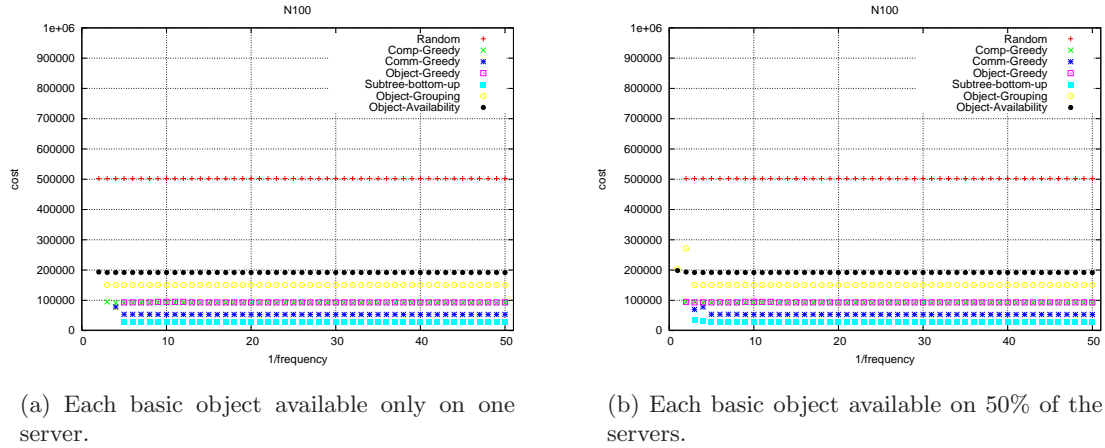 N100
1e+06
900000
800000
700000
600000
500000
400000
300000
200000
100000
0
cost
Random
Comp-Greedy
Comm-Greedy
Object-Greedy
Subtree-bottom-up
Object-Grouping
Object-Availability
0 10 20 30 40 50
1/frequency
(a) Each basic object available only on one
server.
N100
1e+06
900000
800000
700000
600000
500000
400000
300000
200000
100000
0
cost
Random
Comp-Greedy
Comm-Greedy
Object-Greedy
Subtree-bottom-up
Object-Grouping
Object-Availability
0 10 20 30 40 50
1/frequency
(b) Each basic object available on 50% of the
servers.